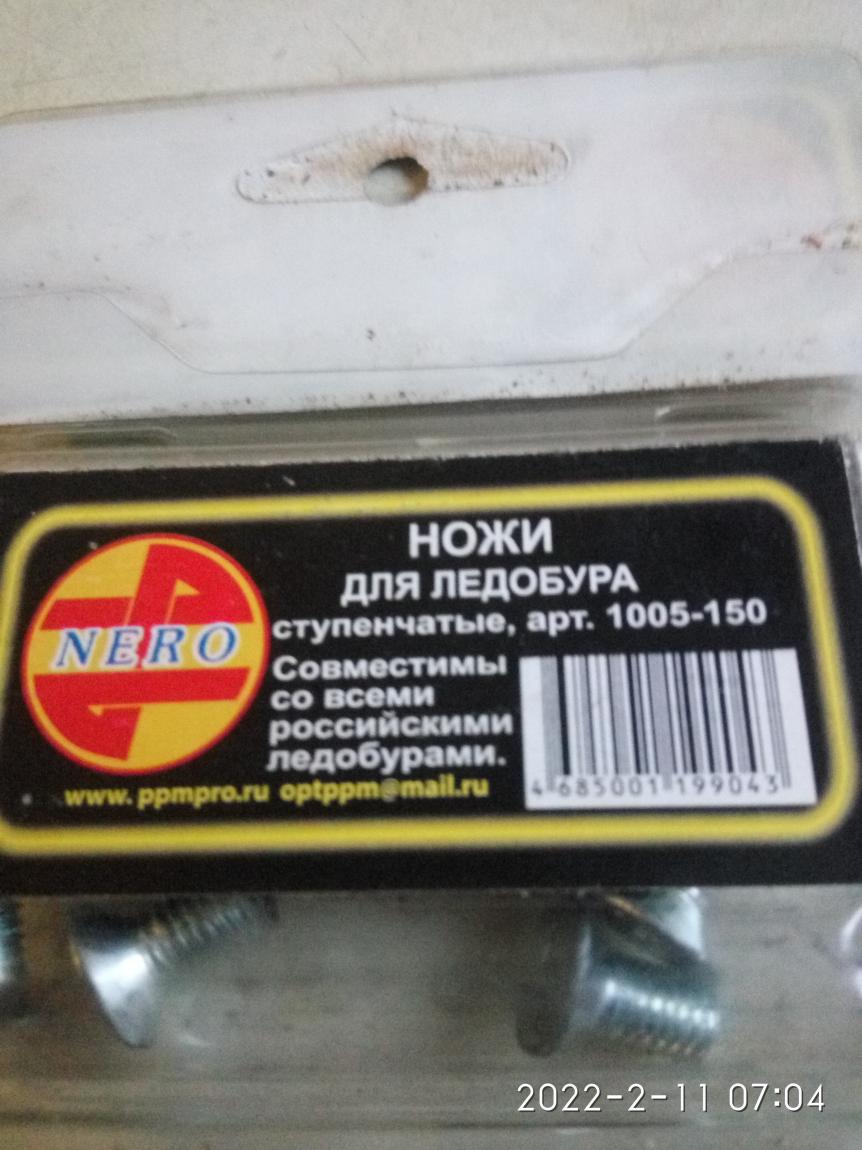 НОЖИ
ДЛЯ ЛЕДОБУРА
ступенчатые, арт. 1005-150
NERO
Совместимы
со всеми
российскими
ледобурами.
www.ppmpro.ru optppm@mail.ru
4 685001 199043
2022-2-11 07:04